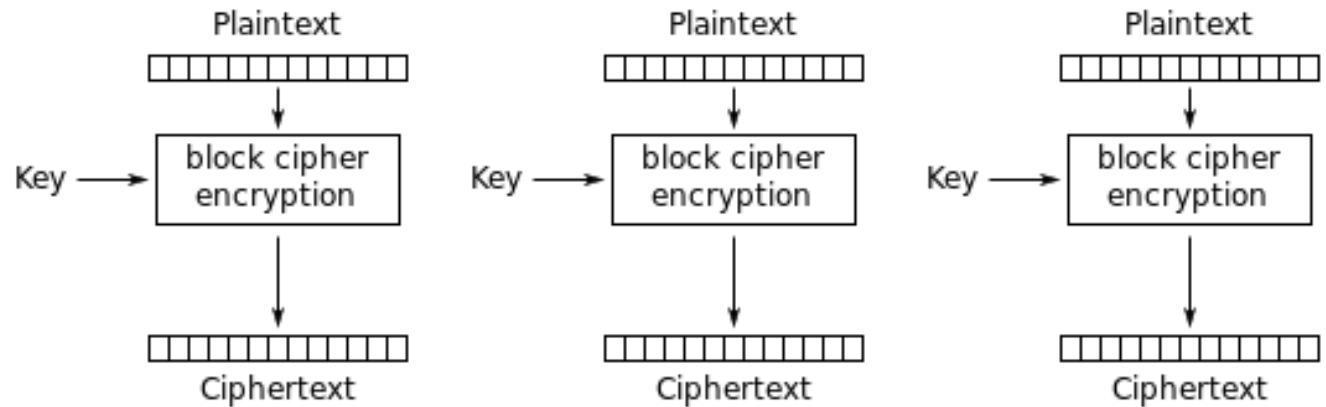 Plaintext
Plaintext
Plaintext
Key
block cipher
encryption
Key
block cipher
encryption
Key
block cipher
encryption
Ciphertext
Ciphertext
Ciphertext